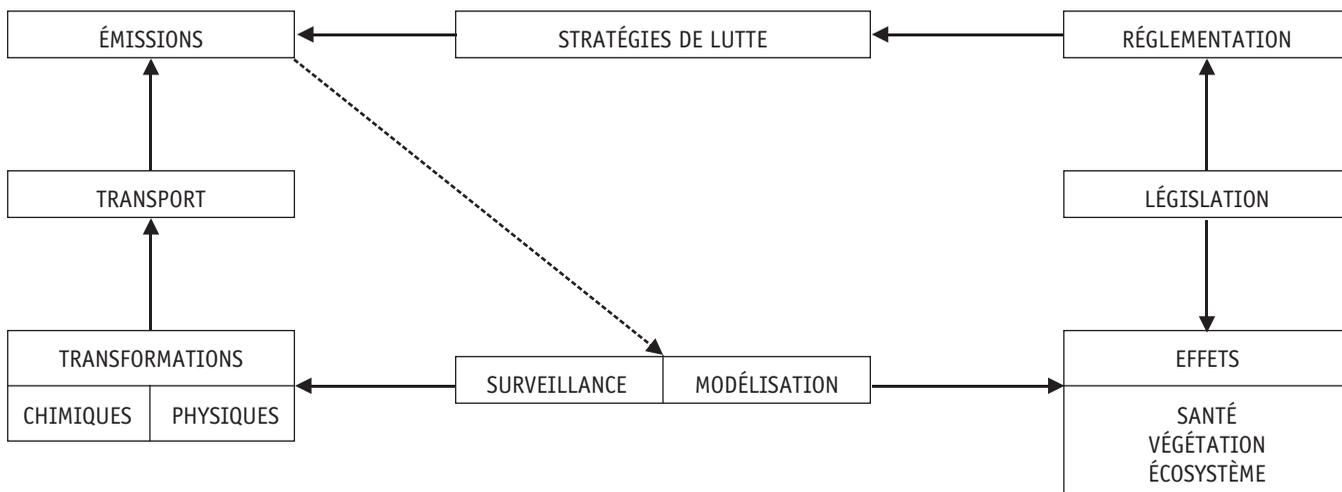 ÉMISSIONS
STRATÉGIES DE LUTTE
RÉGLEMENTATION
TRANSPORT
LÉGISLATION
TRANSFORMATIONS
CHIMIQUES
PHYSIQUES
SURVEILLANCE
MODÉLISATION
EFFETS
SANTÉ
VÉGÉTATION
ÉCOSYSTÈME